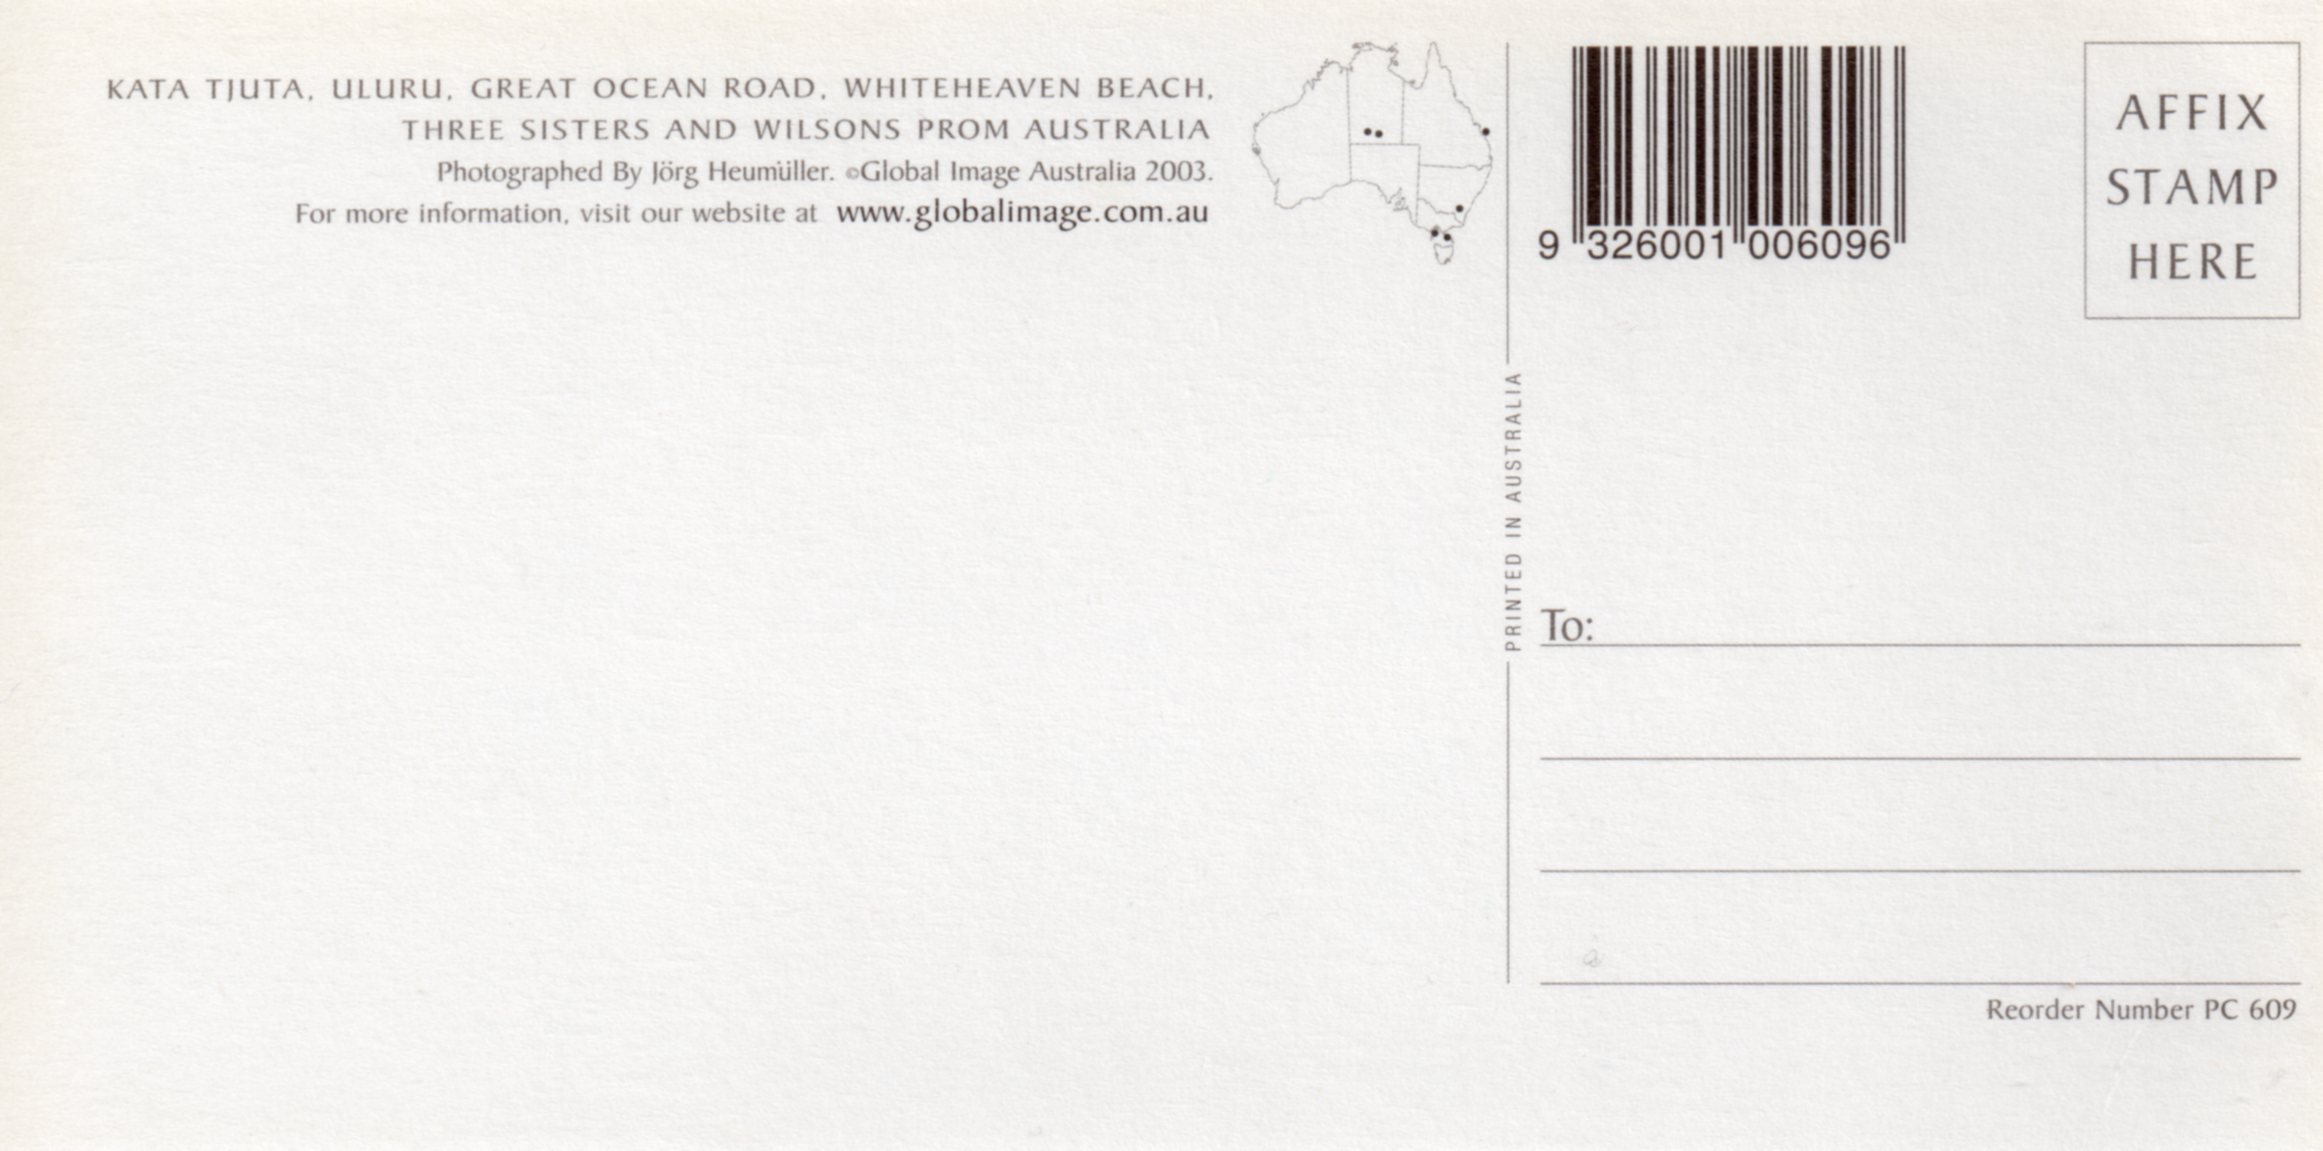 KATA TJUTA, ULURU, GREAT OCEAN ROAD, WHITEHEAVEN BEACH,
THREE SISTERS AND WILSONS PROM AUSTRALIA
Photographed By Jörg Heumüller. ©Global Image Australia 2003.
For more information, visit our website at www.globalimage.com.au
PRINTED IN AUSTRALIA
9 326001 006096
AFFIX
STAMP
HERE
To:
Reorder Number PC 609